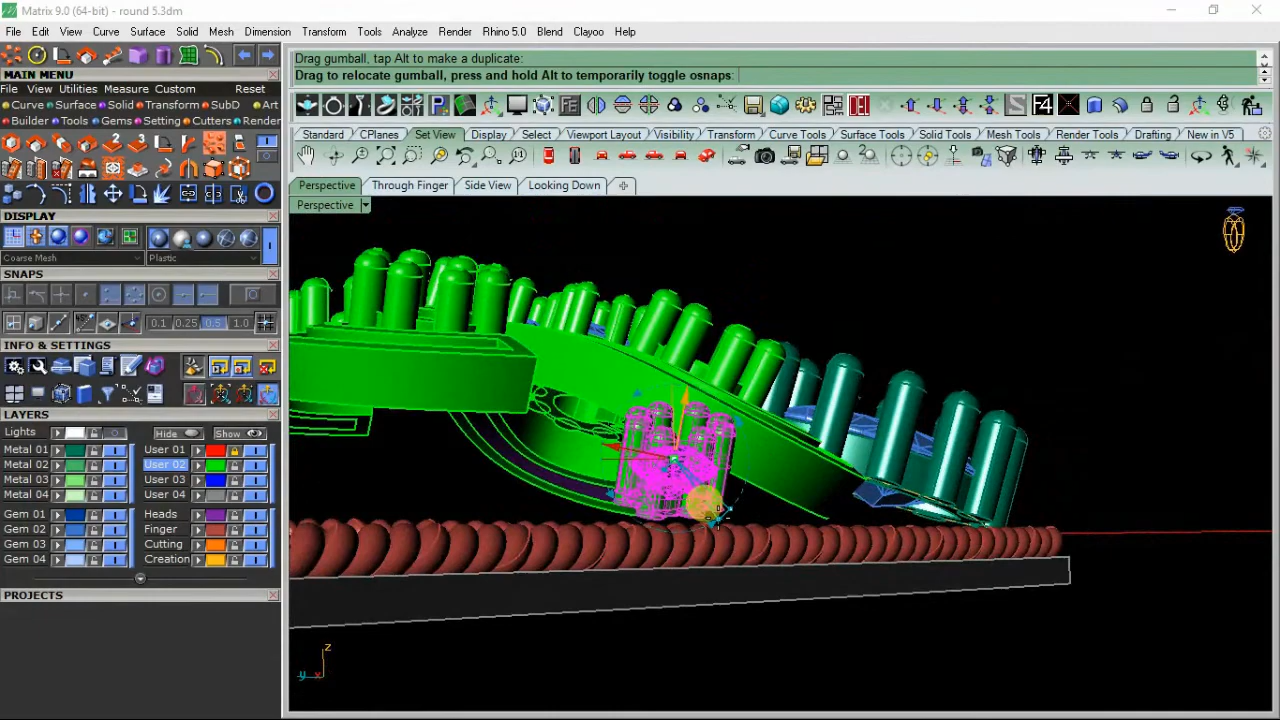 Matrix 9.0 (64-bit) - round 5.3dm
File Edit View Curve Surface Solid Mesh Dimension Transform Tools Analyze Render Rhino 5.0 Blend Clayoo Help
Drag gumball, tap Alt to make a duplicate:
Drag to relocate gumball, press and hold Alt to temporarily toggle osnaps:
MAIN MENU
File View Utilities Measure Custom Reset
Curve Surface Solid Transform SubD Art
Builder Tools Gems Setting Cutters Render
Standard CPlanes Set View Display Select Viewport Layout Visibility Transform Curve Tools Surface Tools Solid Tools Mesh Tools Render Tools Drafting New in V5
Perspective Through Finger Side View Looking Down
Perspective
DISPLAY
Coarse Mesh Plastic
SNAPS
0.1 0.25 0.5 1.0
INFO & SETTINGS
LAYERS
Lights Hide Show
Metal 01 User 01
Metal 02 User 02
Metal 03 User 03
Metal 04 User 04
Gem 01 Heads
Gem 02 Finger
Gem 03 Cutting
Gem 04 Creation
PROJECTS
z
y x